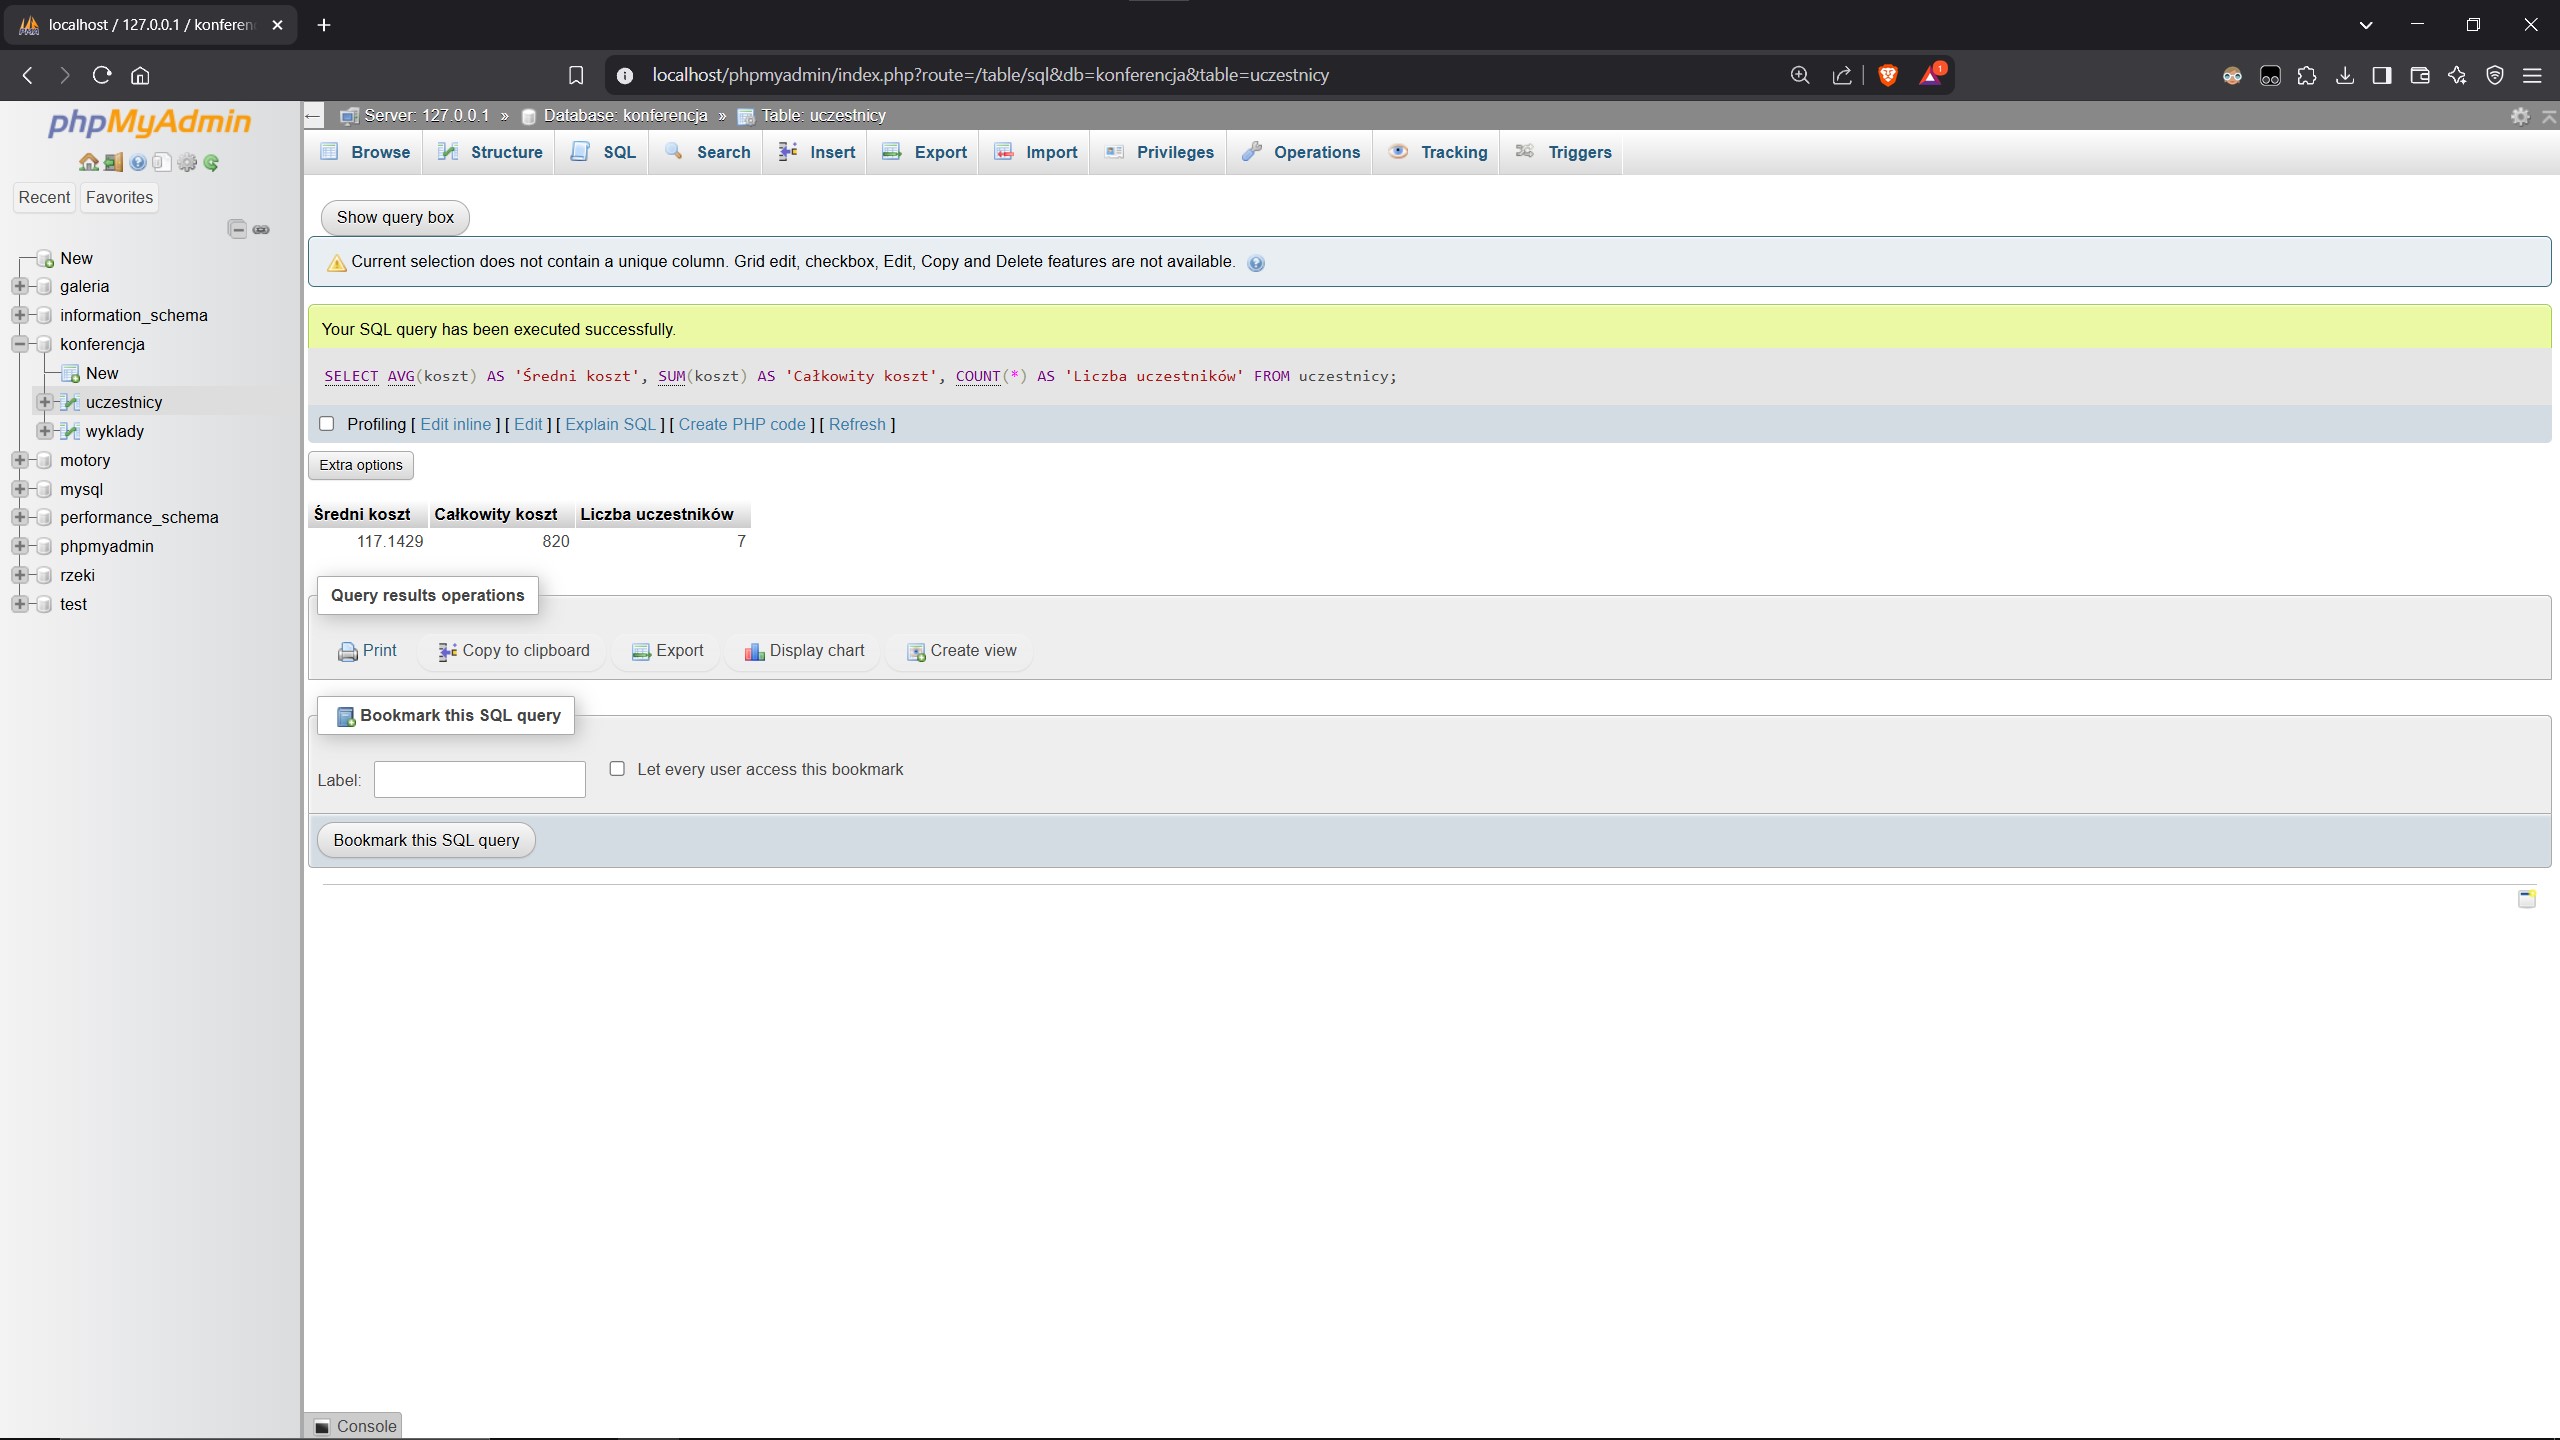 localhost / 127.0.0.1 / konferen
localhost/phpmyadmin/index.php?route=/table/sql&db=konferencja&table=uczestnicy
1
phpMyAdmin
Recent
Favorites
New
galeria
information_schema
konferencja
New
uczestnicy
wyklady
motory
mysql
performance_schema
phpmyadmin
rzeki
test
Server: 127.0.0.1 » Database: konferencja » Table: uczestnicy
Browse Structure SQL Search Insert Export Import Privileges Operations Tracking Triggers
Show query box
Current selection does not contain a unique column. Grid edit, checkbox, Edit, Copy and Delete features are not available.
Your SQL query has been executed successfully.
SELECT AVG(koszt) AS 'Średni koszt', SUM(koszt) AS 'Całkowity koszt', COUNT(*) AS 'Liczba uczestników' FROM uczestnicy;
Profiling [ Edit inline ] [ Edit ] [ Explain SQL ] [ Create PHP code ] [ Refresh ]
Extra options
Średni koszt Całkowity koszt Liczba uczestników
117.1429 820 7
Query results operations
Print Copy to clipboard Export Display chart Create view
Bookmark this SQL query
Label: Let every user access this bookmark
Bookmark this SQL query
Console